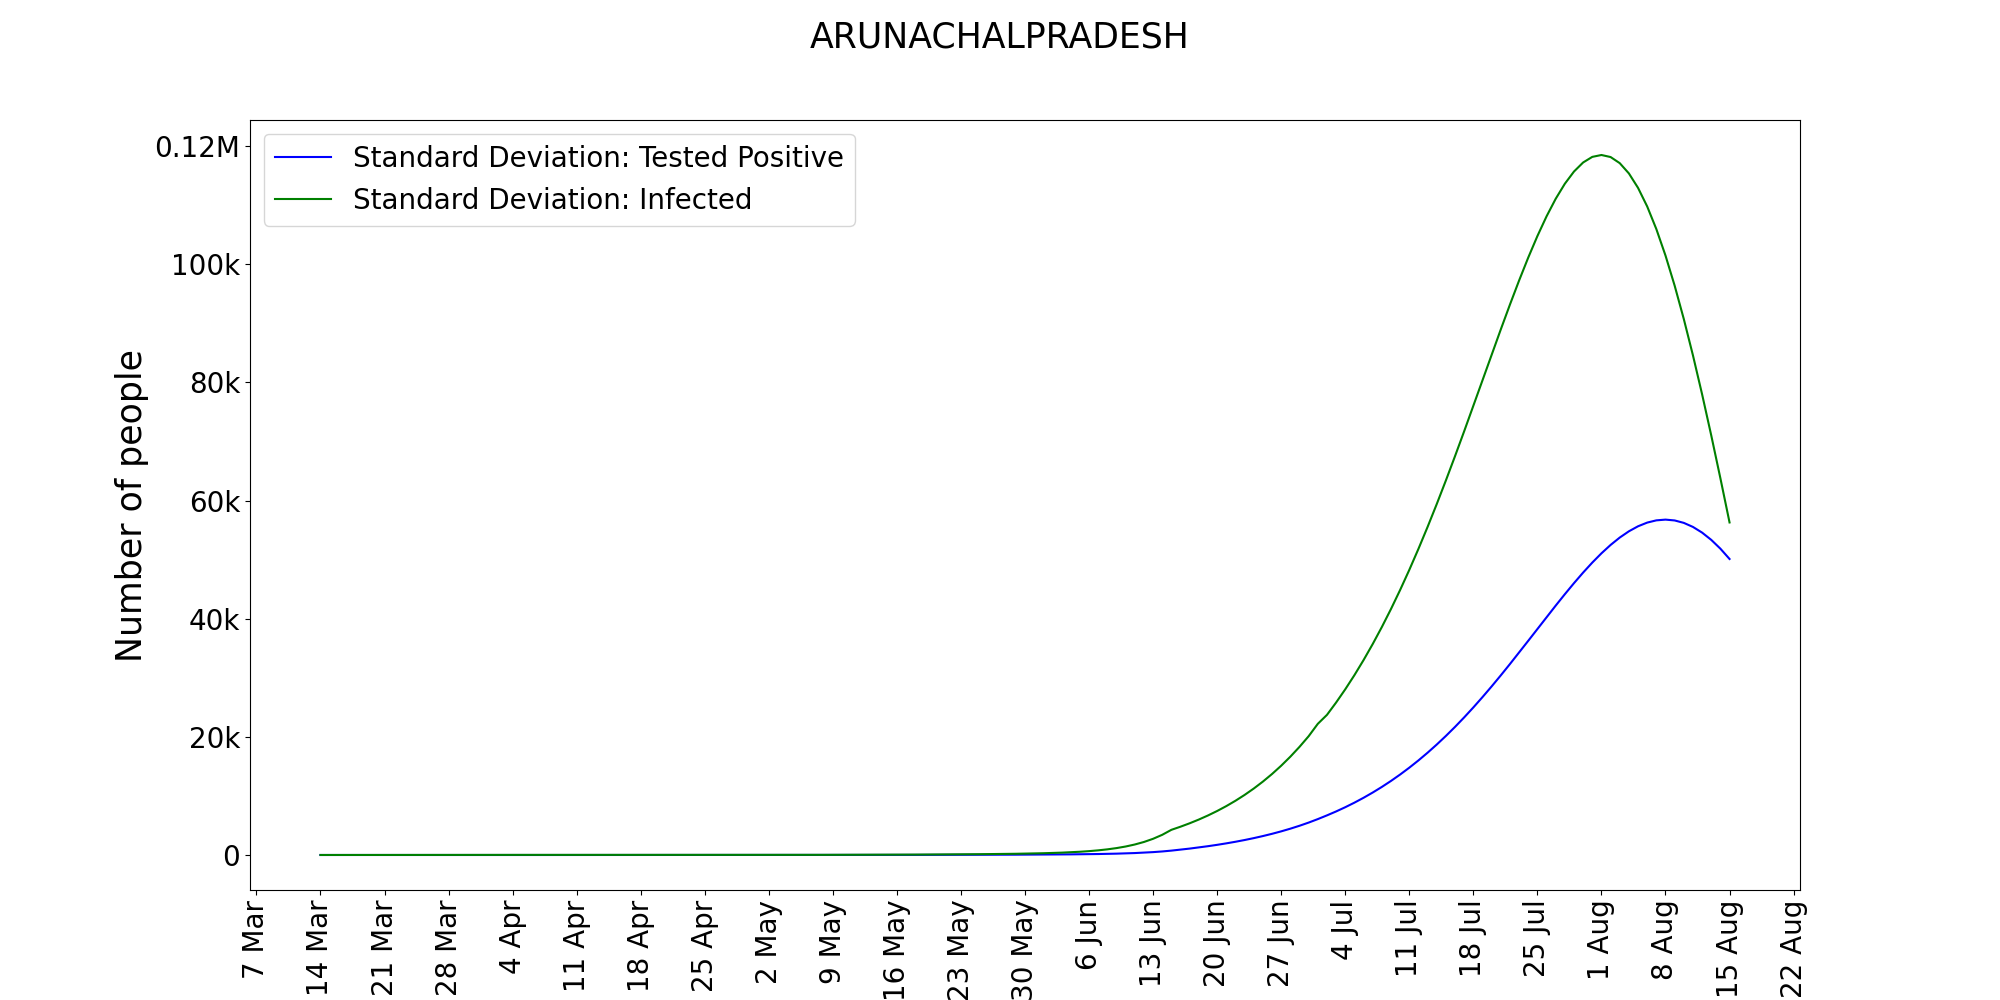 ARUNACHALPRADESH
0.12M
100k
80k
60k
40k
20k
0
Number of people
Standard Deviation: Tested Positive
Standard Deviation: Infected
7 Mar
14 Mar
21 Mar
28 Mar
4 Apr
11 Apr
18 Apr
25 Apr
2 May
9 May
16 May
23 May
30 May
6 Jun
13 Jun
20 Jun
27 Jun
4 Jul
11 Jul
18 Jul
25 Jul
1 Aug
8 Aug
15 Aug
22 Aug